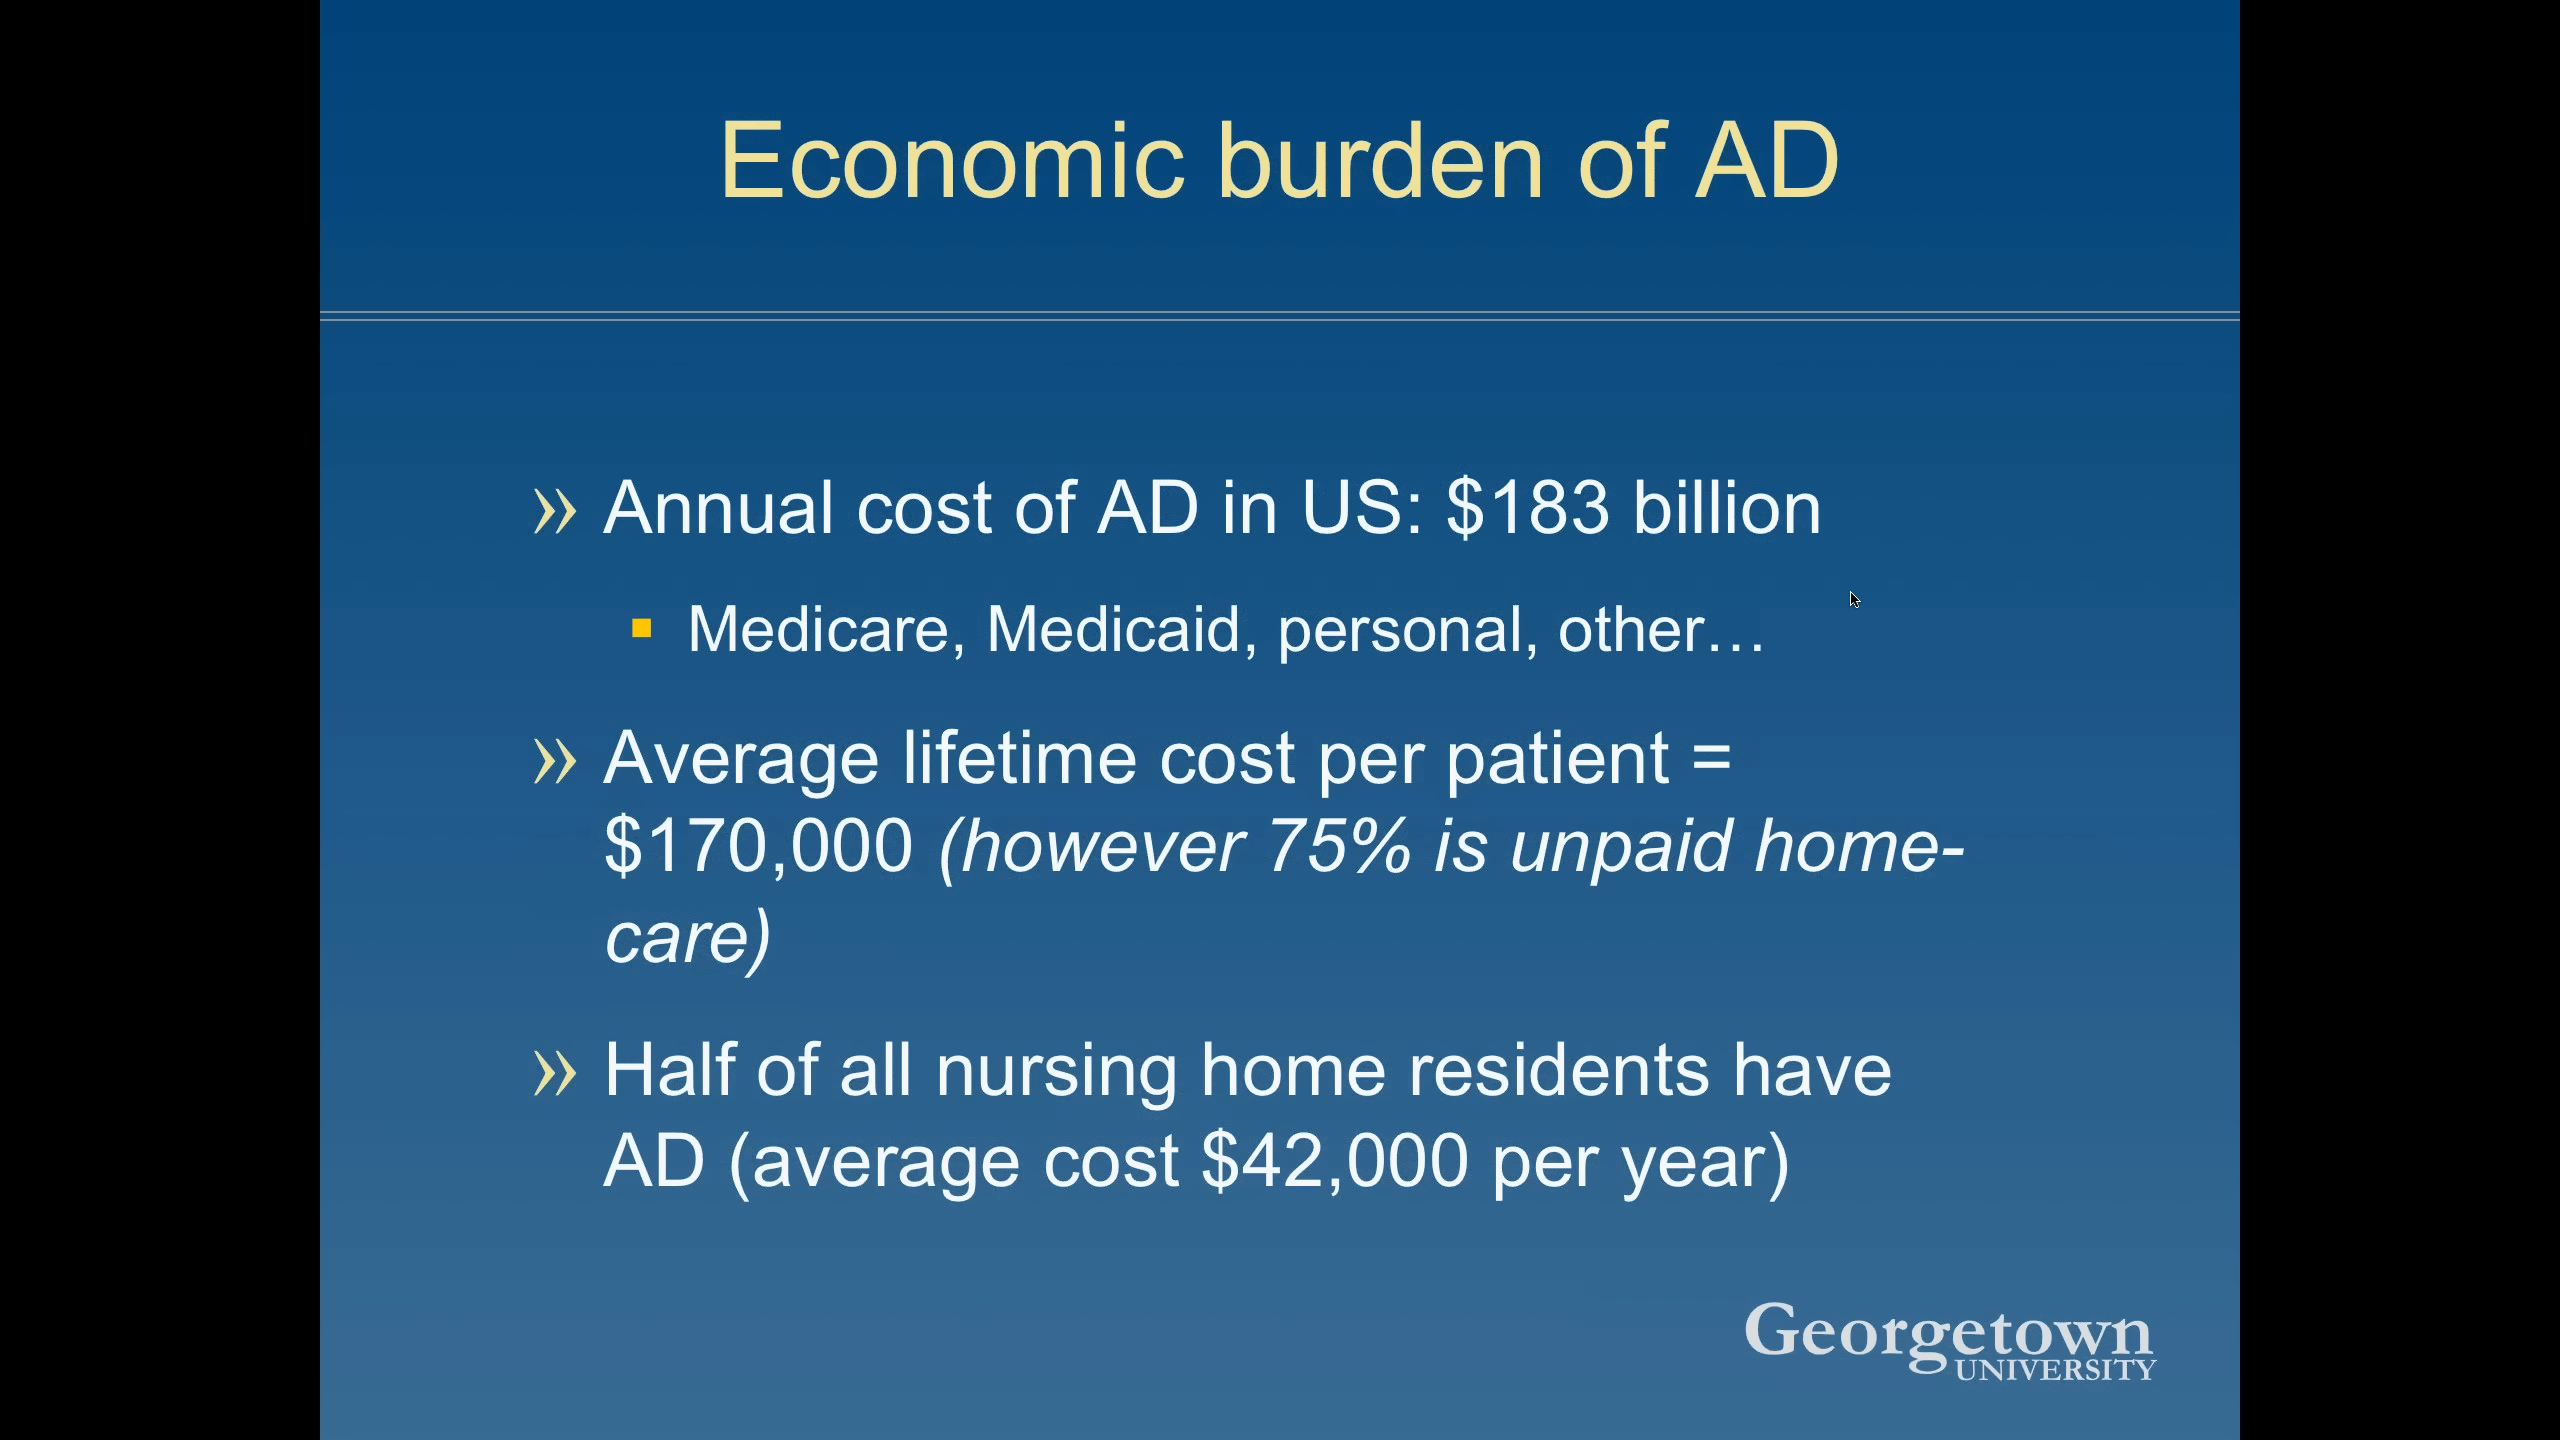 Economic burden of AD
» Annual cost of AD in US: $183 billion
▪ Medicare, Medicaid, personal, other…
» Average lifetime cost per patient =
$170,000 (however 75% is unpaid home-
care)
» Half of all nursing home residents have
AD (average cost $42,000 per year)
Georgetown
UNIVERSITY